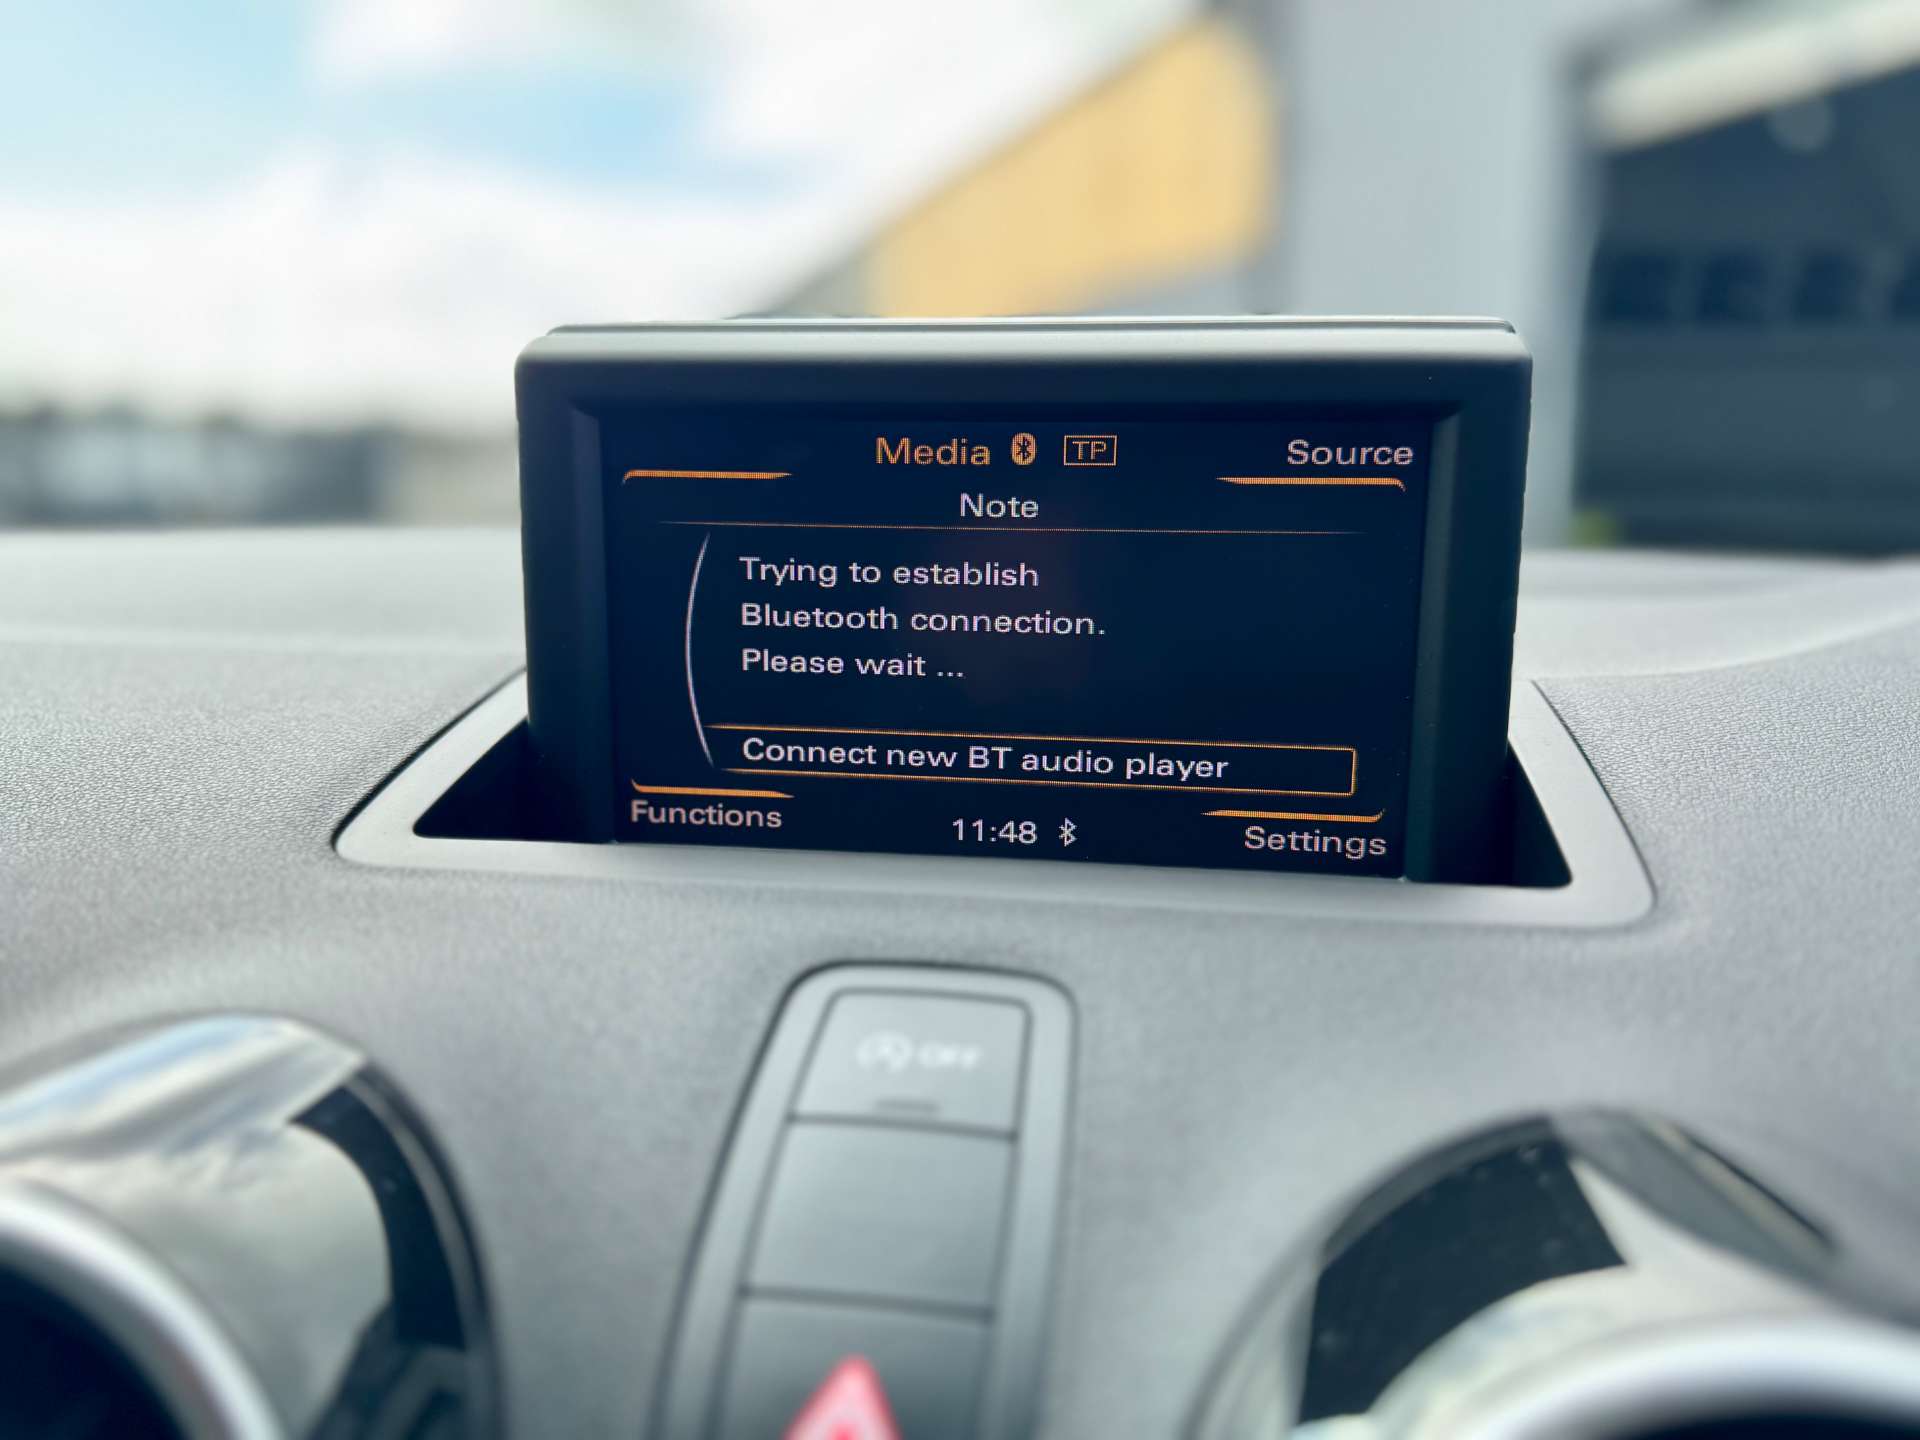 Media TP
Source
Note
Trying to establish
Bluetooth connection.
Please wait ...
Connect new BT audio player
Functions
11:48
Settings
OFF